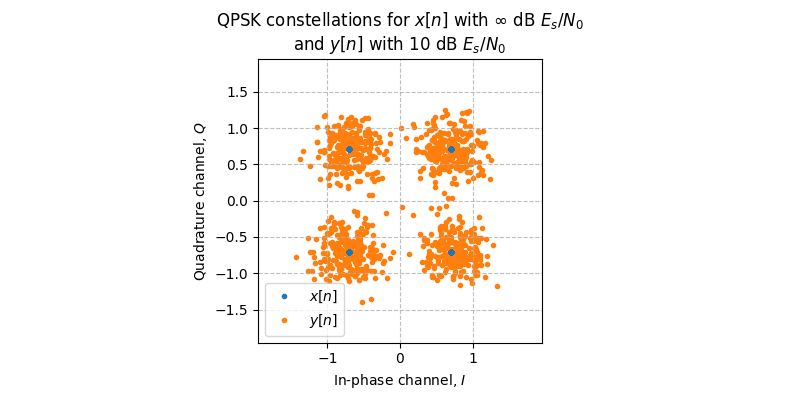 QPSK constellations for x[n] with ∞ dB Eₛ/N₀
and y[n] with 10 dB Eₛ/N₀
Quadrature channel, Q
1.5
1.0
0.5
0.0
−0.5
−1.0
−1.5
x[n]
y[n]
−1
0
1
In-phase channel, I